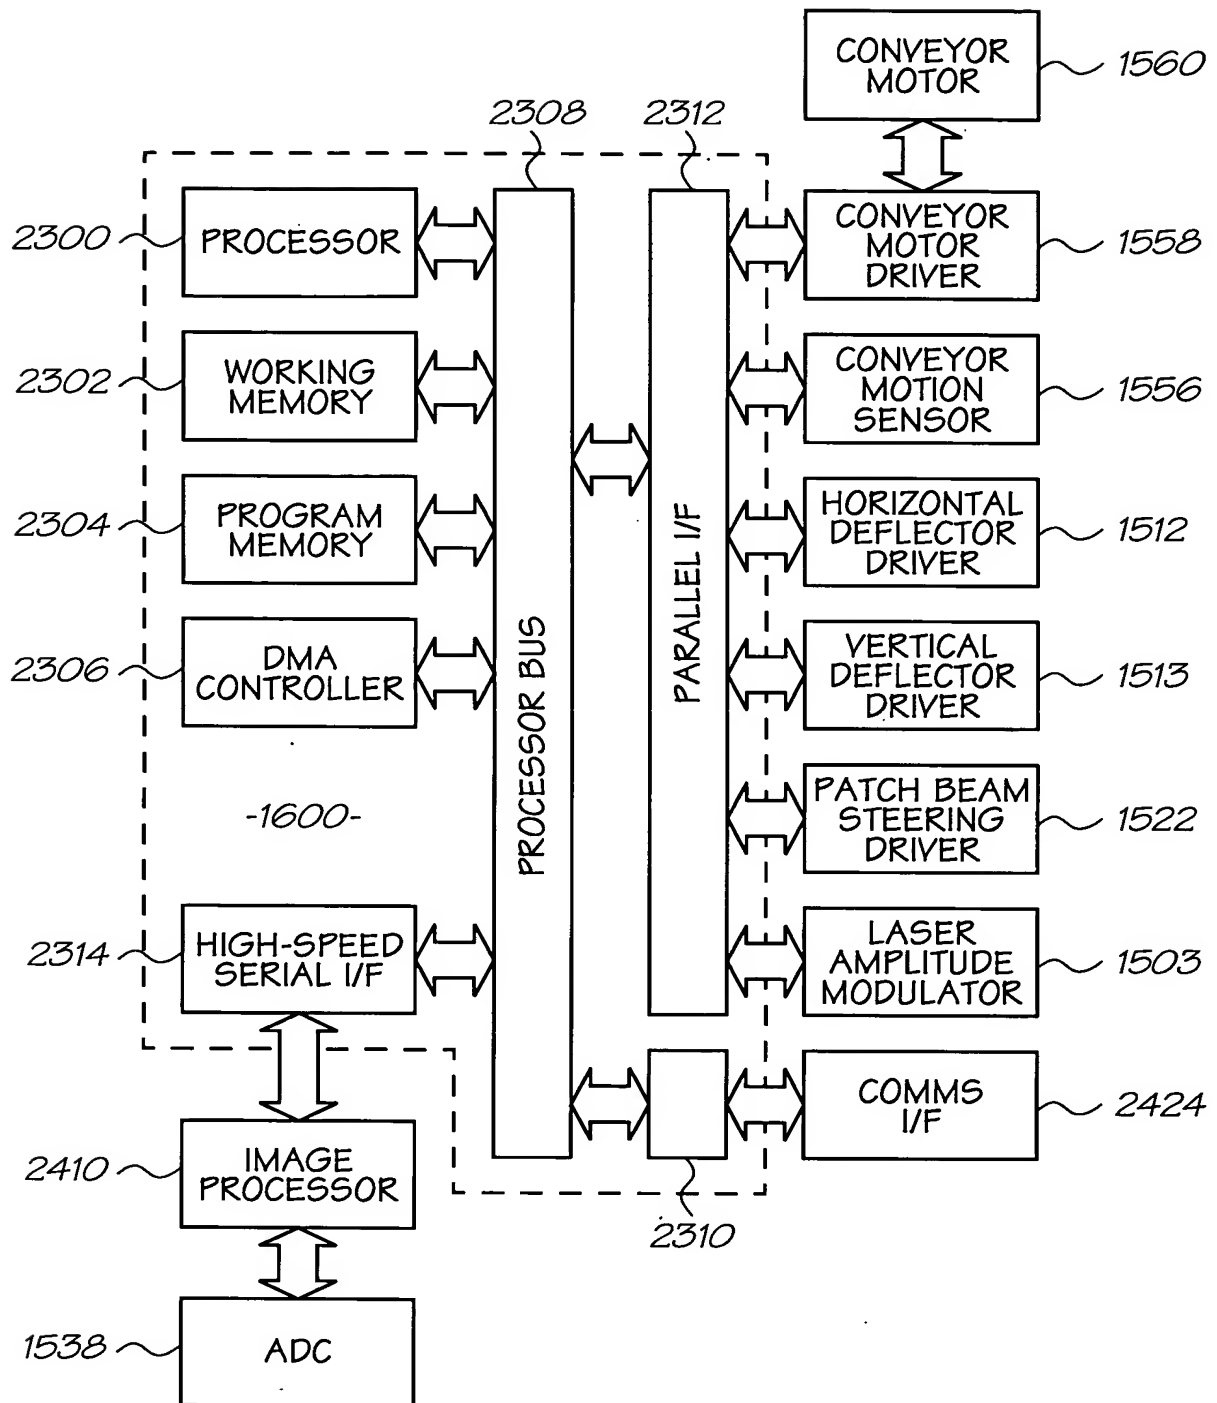 CONVEYOR
MOTOR
1560
2308
2312
2300
PROCESSOR
CONVEYOR
MOTOR
DRIVER
1558
2302
WORKING
MEMORY
CONVEYOR
MOTION
SENSOR
1556
2304
PROGRAM
MEMORY
HORIZONTAL
DEFLECTOR
DRIVER
1512
2306
DMA
CONTROLLER
PROCESSOR BUS
PARALLEL I/F
VERTICAL
DEFLECTOR
DRIVER
1513
-1600-
PATCH BEAM
STEERING
DRIVER
1522
2314
HIGH-SPEED
SERIAL I/F
LASER
AMPLITUDE
MODULATOR
1503
COMMS
I/F
2424
2410
IMAGE
PROCESSOR
2310
1538
ADC